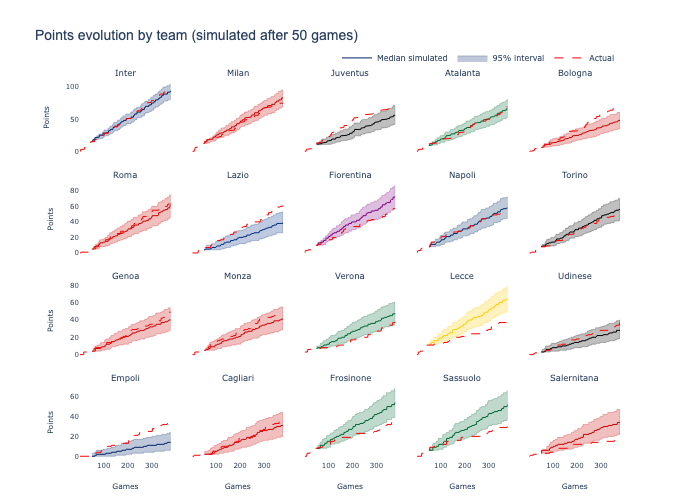 Points evolution by team (simulated after 50 games)
Median simulated 95% interval Actual
Inter Milan Juventus Atalanta Bologna
100
50
0
Points
Roma Lazio Fiorentina Napoli Torino
80
60
40
20
0
Points
Genoa Monza Verona Lecce Udinese
80
60
40
20
0
Points
Empoli Cagliari Frosinone Sassuolo Salernitana
60
40
20
0
Points
100 200 300 100 200 300 100 200 300 100 200 300 100 200 300
Games Games Games Games Games